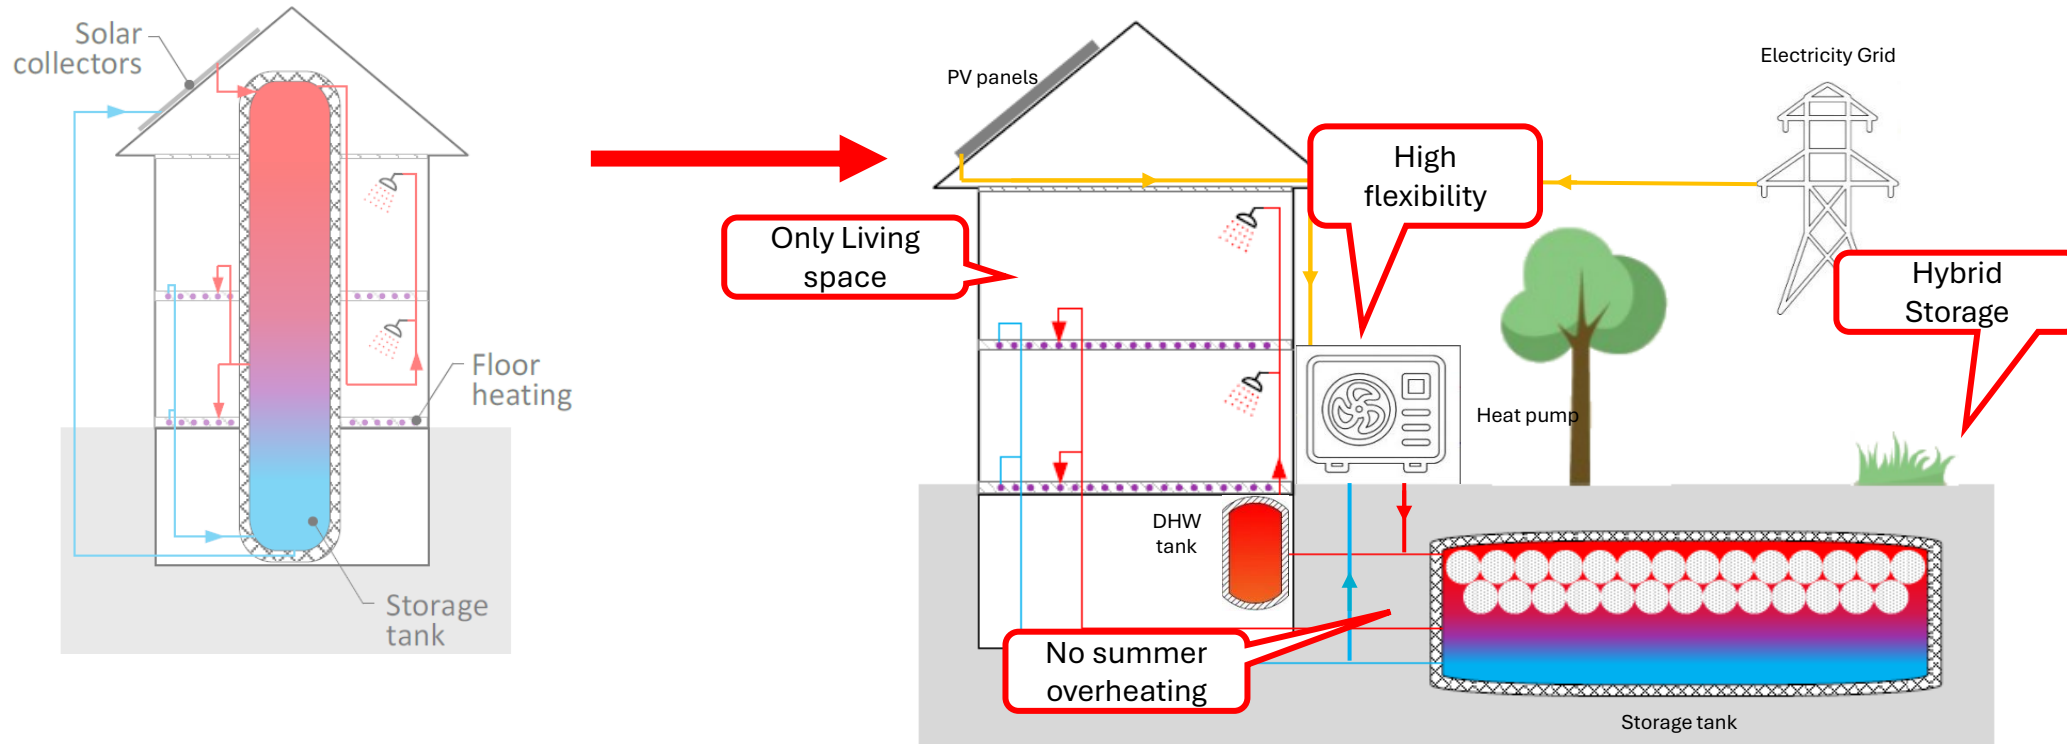 Solar
collectors
Floor
heating
Storage
tank
PV panels
Electricity Grid
High
flexibility
Only Living
space
Hybrid
Storage
Heat pump
DHW
tank
No summer
overheating
Storage tank